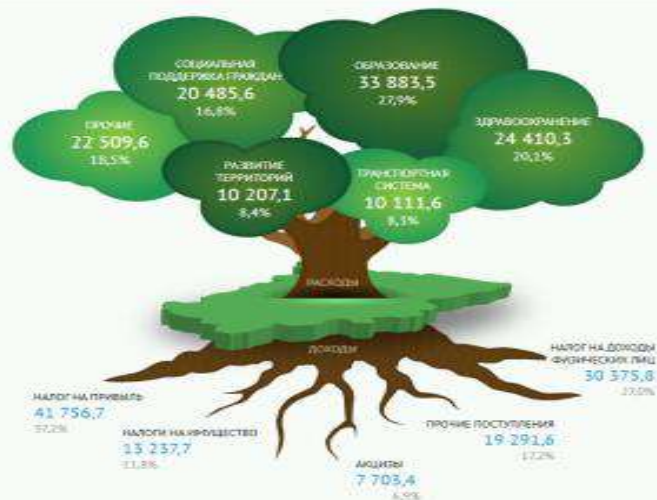 СОЦИАЛЬНАЯ
ПОДДЕРЖКА ГРАЖДАН
20 485,6
16,8%
ОБРАЗОВАНИЕ
33 883,5
27,9%
ПРОЧИЕ
22 509,6
18,5%
ЗДРАВООХРАНЕНИЕ
24 410,3
20,1%
РАЗВИТИЕ
ТЕРРИТОРИЙ
10 207,1
8,4%
ТРАНСПОРТНАЯ
СИСТЕМА
10 111,6
8,3%
РАСХОДЫ
ДОХОДЫ
НАЛОГ НА ПРИБЫЛЬ
41 756,7
37,2%
НАЛОГИ НА ИМУЩЕСТВО
13 237,7
11,8%
АКЦИЗЫ
7 703,4
6,9%
ПРОЧИЕ ПОСТУПЛЕНИЯ
19 291,6
17,2%
НАЛОГ НА ДОХОДЫ
ФИЗИЧЕСКИХ ЛИЦ
30 375,8
27,0%